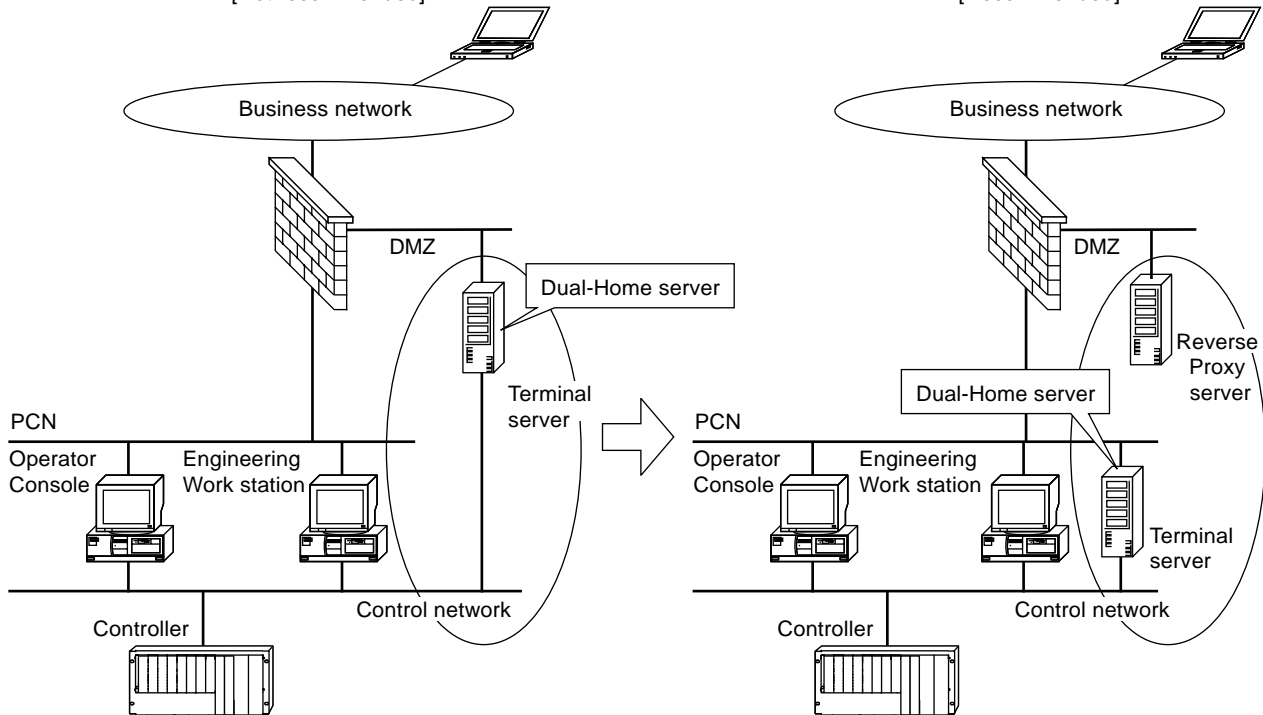 Business network
DMZ
Dual-Home server
Terminal
server
PCN
Operator
Console
Engineering
Work station
Control network
Controller
Business network
DMZ
Reverse
Proxy
server
Dual-Home server
PCN
Operator
Console
Engineering
Work station
Terminal
server
Control network
Controller